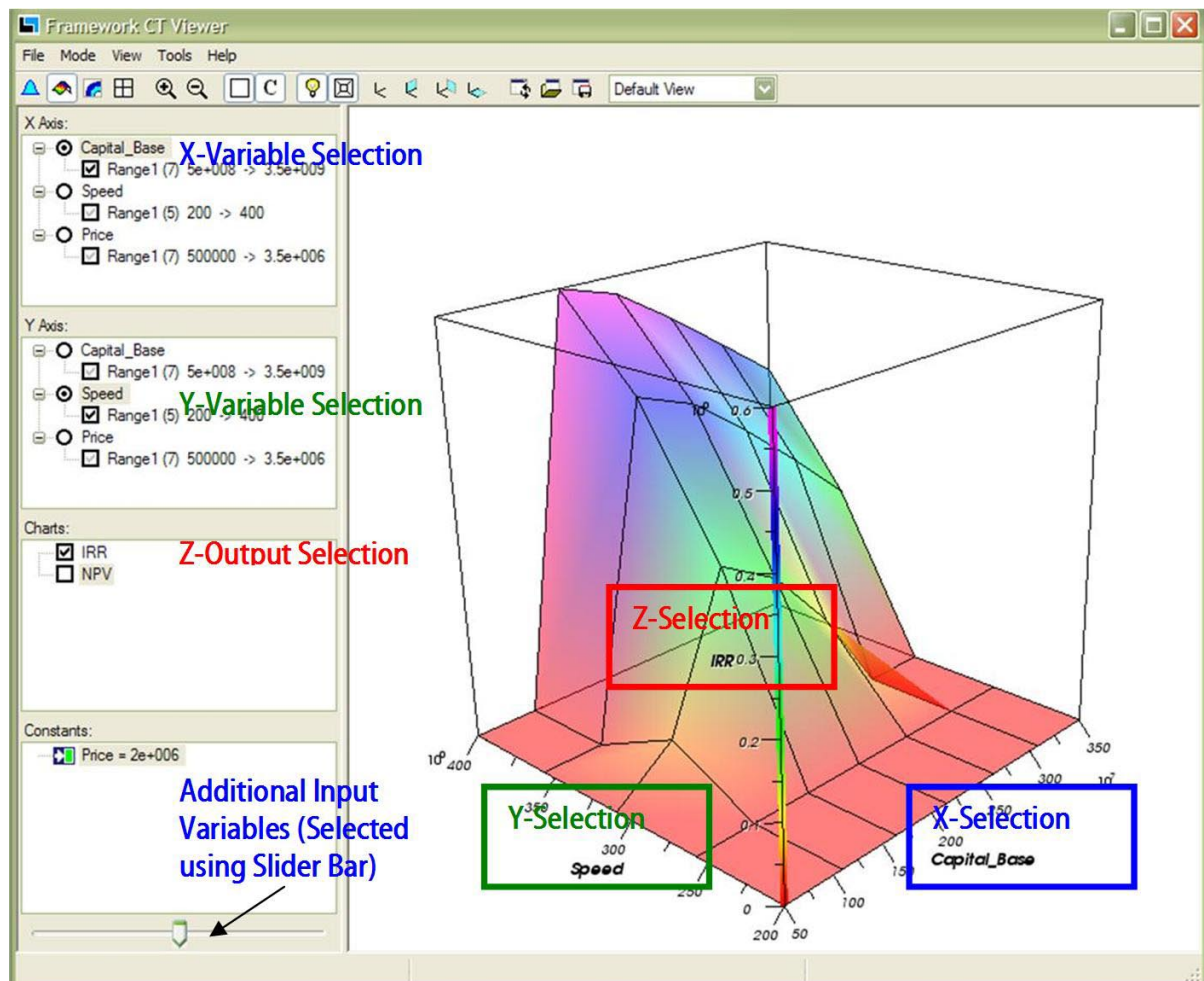 Framework CT Viewer
File Mode View Tools Help
C
Default View
X Axis:
Capital_Base
X-Variable Selection
Range1 (7) 5e+008 -> 3.5e+009
Speed
Range1 (5) 200 -> 400
Price
Range1 (7) 500000 -> 3.5e+006
Y Axis:
Capital_Base
Range1 (7) 5e+008 -> 3.5e+009
Speed
Y-Variable Selection
Range1 (5) 200 -> 400
Price
Range1 (7) 500000 -> 3.5e+006
Charts:
IRR
Z-Output Selection
NPV
Constants:
Price = 2e+006
Additional Input
Variables (Selected
using Slider Bar)
10⁰ 0.6
0.5
0.4
Z-Selection
IRR 0.3
0.2
0.1
0
10⁰ 400
350
Y-Selection
300
Speed
250
200
50
100
150
X-Selection
200
Capital_Base
250
300
10⁷
350